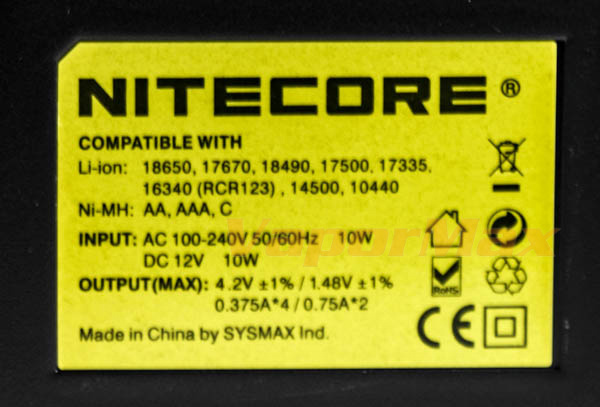 NITECORE ®
COMPATIBLE WITH
Li-ion: 18650, 17670, 18490, 17500, 17335,
16340 (RCR123) , 14500, 10440
Ni-MH: AA, AAA, C
INPUT: AC 100-240V 50/60Hz 10W
DC 12V 10W
OUTPUT(MAX): 4.2V ±1% / 1.48V ±1%
0.375A*4 / 0.75A*2
Made in China by SYSMAX Ind.
RoHS
CE
VaporMax